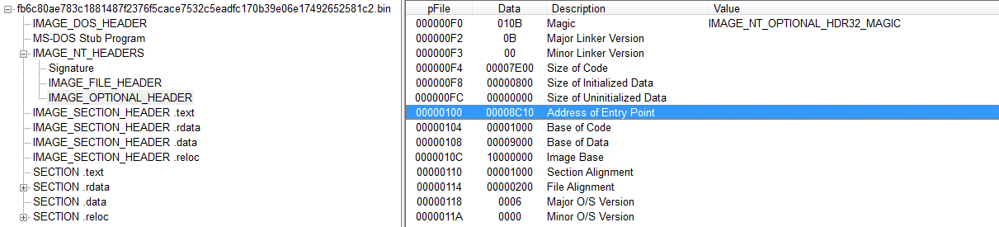 fb6c80ae783c1881487f2376f5cace7532c5eadfc170b39e06e17492652581c2.bin
IMAGE_DOS_HEADER
MS-DOS Stub Program
IMAGE_NT_HEADERS
Signature
IMAGE_FILE_HEADER
IMAGE_OPTIONAL_HEADER
IMAGE_SECTION_HEADER .text
IMAGE_SECTION_HEADER .rdata
IMAGE_SECTION_HEADER .data
IMAGE_SECTION_HEADER .reloc
SECTION .text
SECTION .rdata
SECTION .data
SECTION .reloc
pFile Data Description Value
000000F0 010B Magic IMAGE_NT_OPTIONAL_HDR32_MAGIC
000000F2 0B Major Linker Version
000000F3 00 Minor Linker Version
000000F4 00007E00 Size of Code
000000F8 00000800 Size of Initialized Data
000000FC 00000000 Size of Uninitialized Data
00000100 00008C10 Address of Entry Point
00000104 00001000 Base of Code
00000108 00009000 Base of Data
0000010C 10000000 Image Base
00000110 00001000 Section Alignment
00000114 00000200 File Alignment
00000118 0006 Major O/S Version
0000011A 0000 Minor O/S Version